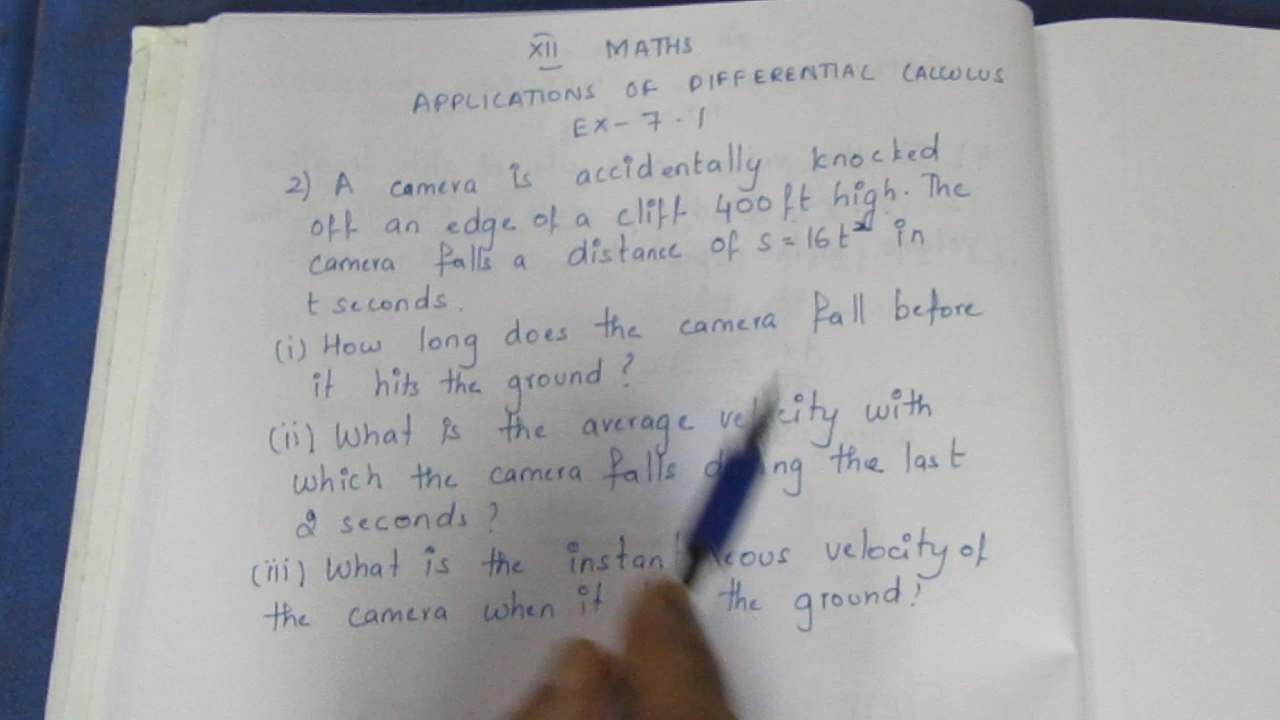 XII MATHS
APPLICATIONS OF DIFFERENTIAL CALCULUS
EX-7.1
2) A camera is accidentally knocked
off an edge of a cliff 400ft high. The
camera falls a distance of s=16t² in
t seconds.
(i) How long does the camera fall before
it hits the ground?
(ii) What is the average velocity with
which the camera falls during the last
2 seconds?
(iii) What is the instantaneous velocity of
the camera when it the ground?